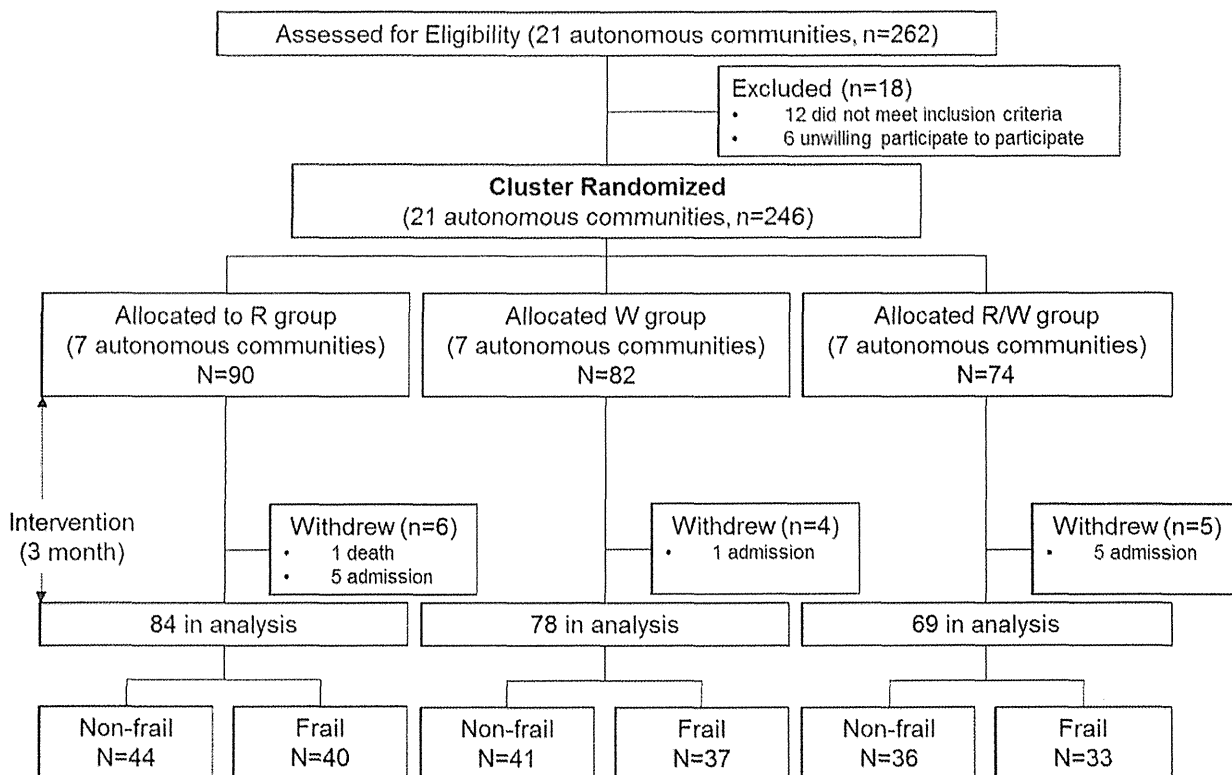 Assessed for Eligibility (21 autonomous communities, n=262)
Excluded (n=18)
• 12 did not meet inclusion criteria
• 6 unwilling participate to participate
Cluster Randomized
(21 autonomous communities, n=246)
Allocated to R group
(7 autonomous communities)
N=90
Allocated W group
(7 autonomous communities)
N=82
Allocated R/W group
(7 autonomous communities)
N=74
Intervention
(3 month)
Withdrew (n=6)
• 1 death
• 5 admission
Withdrew (n=4)
• 1 admission
Withdrew (n=5)
• 5 admission
84 in analysis
78 in analysis
69 in analysis
Non-frail
N=44
Frail
N=40
Non-frail
N=41
Frail
N=37
Non-frail
N=36
Frail
N=33